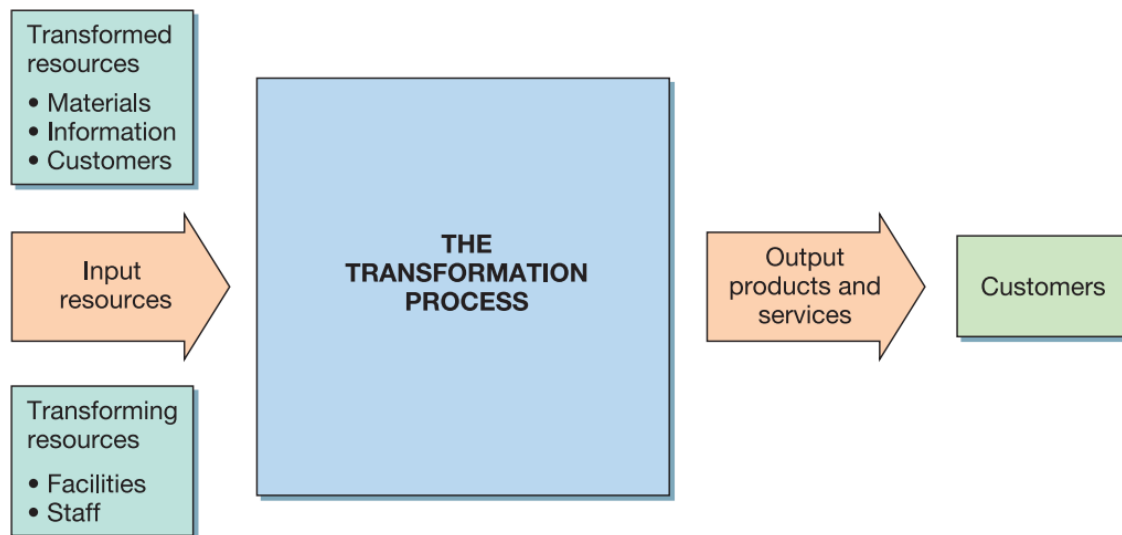 Transformed
resources
• Materials
• Information
• Customers
Input
resources
Transforming
resources
• Facilities
• Staff
THE
TRANSFORMATION
PROCESS
Output
products and
services
Customers